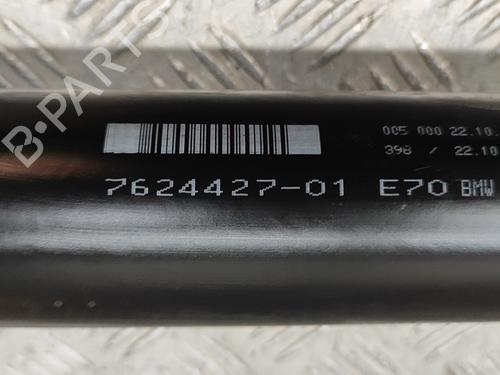 005 000 22.10
398 / 22.10
7624427-01 E70 BMW
B-Parts